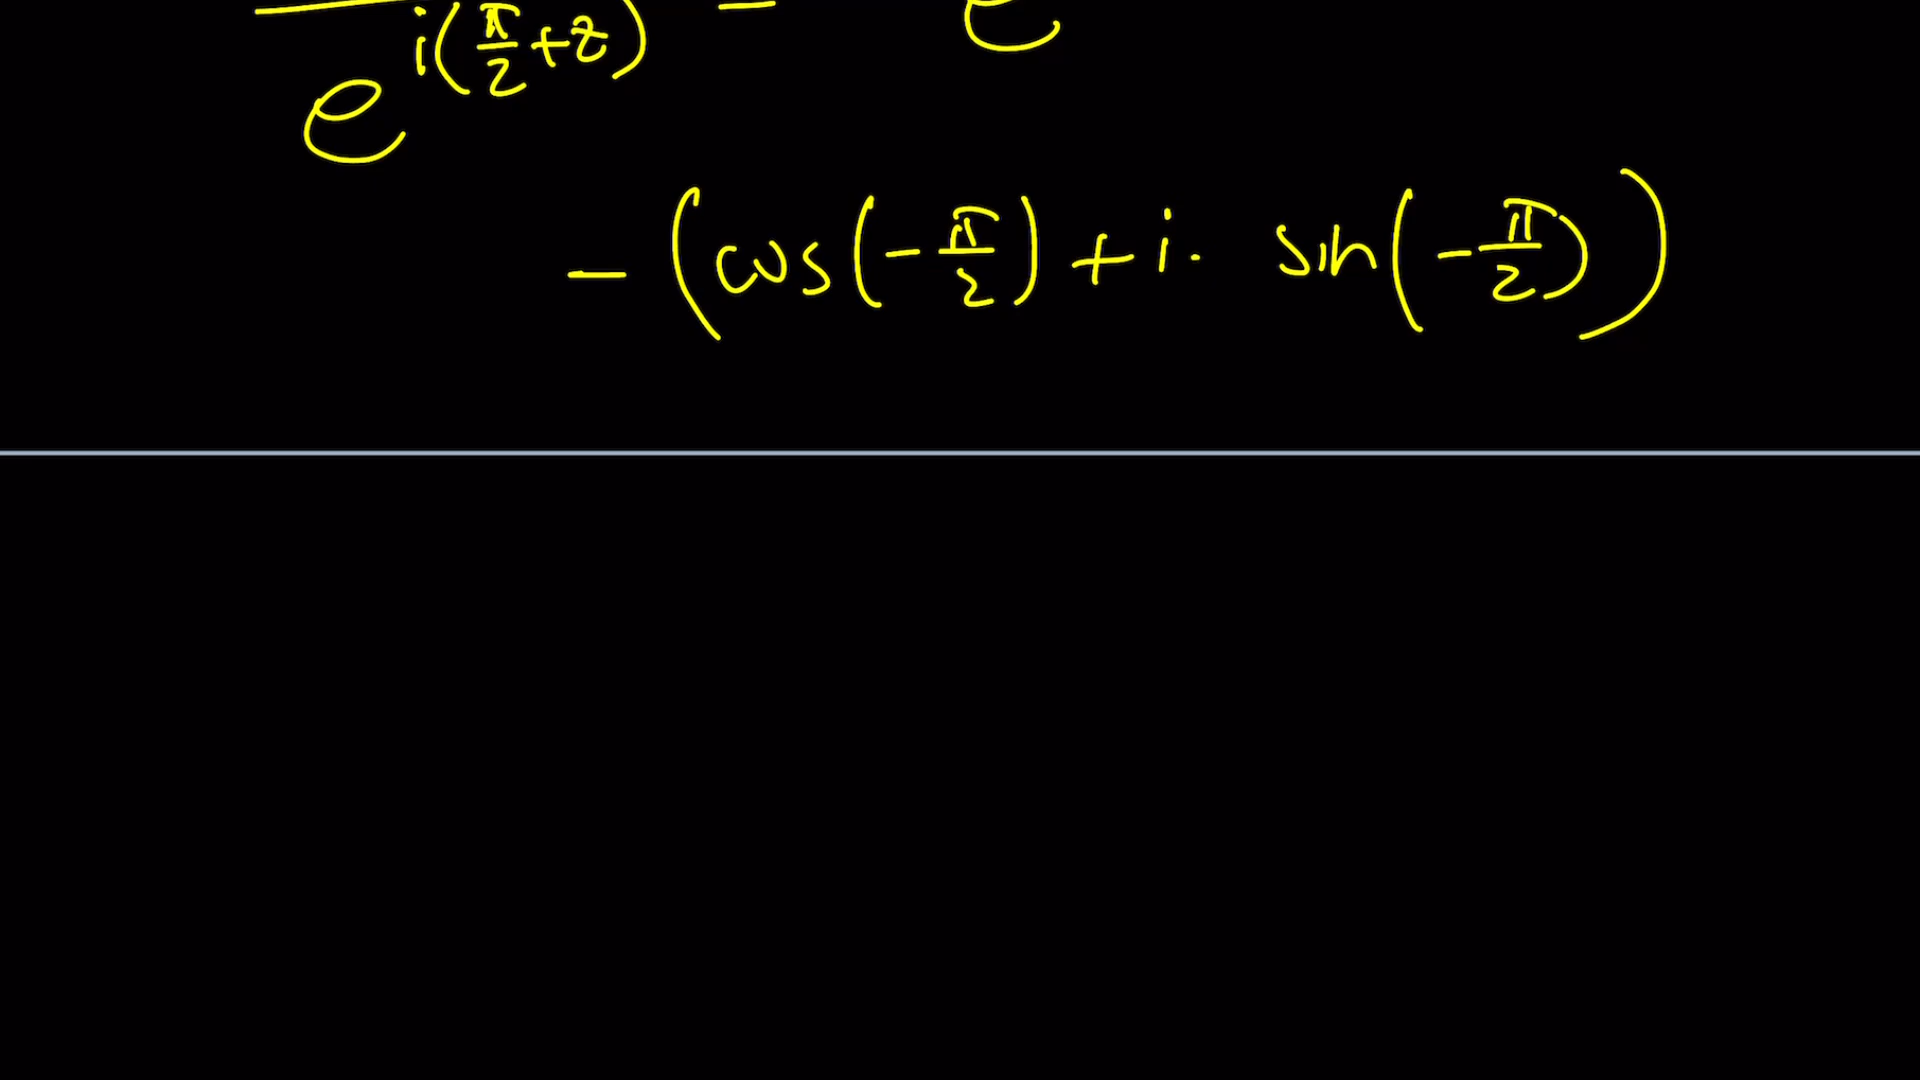 e^{i(π/2+z)} − e
− (cos(−π/2) + i · sin(−π/2))